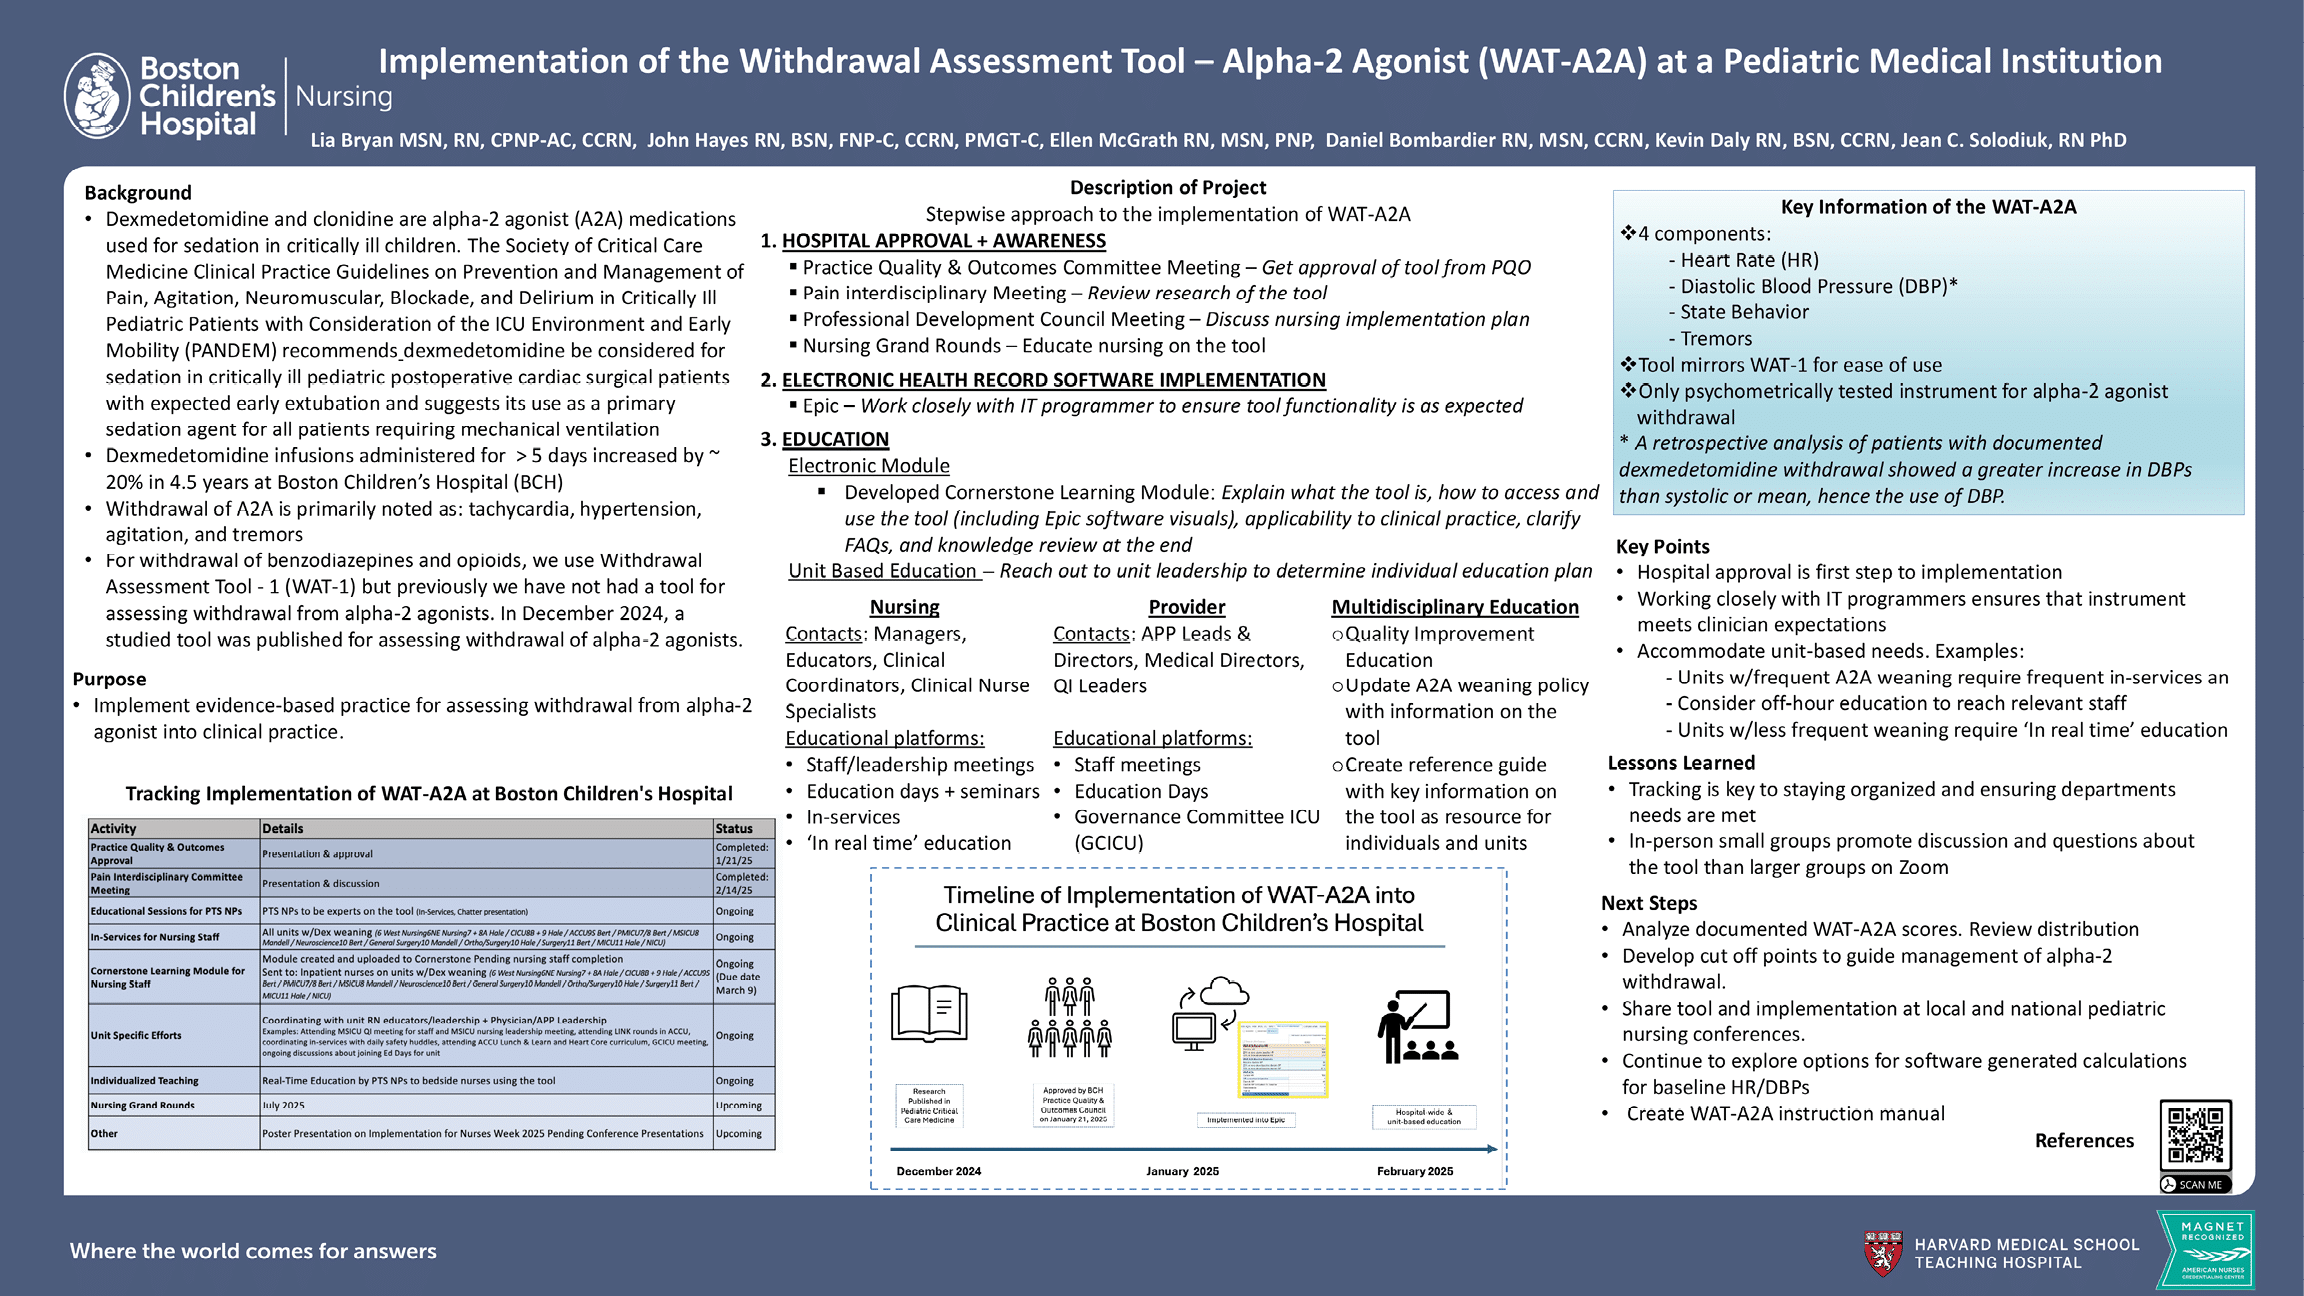 Boston
Children's
Hospital
Nursing
Implementation of the Withdrawal Assessment Tool – Alpha-2 Agonist (WAT-A2A) at a Pediatric Medical Institution
Lia Bryan MSN, RN, CPNP-AC, CCRN, John Hayes RN, BSN, FNP-C, CCRN, PMGT-C, Ellen McGrath RN, MSN, PNP, Daniel Bombardier RN, MSN, CCRN, Kevin Daly RN, BSN, CCRN, Jean C. Solodiuk, RN PhD
Background
• Dexmedetomidine and clonidine are alpha-2 agonist (A2A) medications
used for sedation in critically ill children. The Society of Critical Care
Medicine Clinical Practice Guidelines on Prevention and Management of
Pain, Agitation, Neuromuscular, Blockade, and Delirium in Critically Ill
Pediatric Patients with Consideration of the ICU Environment and Early
Mobility (PANDEM) recommends dexmedetomidine be considered for
sedation in critically ill pediatric postoperative cardiac surgical patients
with expected early extubation and suggests its use as a primary
sedation agent for all patients requiring mechanical ventilation
• Dexmedetomidine infusions administered for > 5 days increased by ~
20% in 4.5 years at Boston Children's Hospital (BCH)
• Withdrawal of A2A is primarily noted as: tachycardia, hypertension,
agitation, and tremors
• For withdrawal of benzodiazepines and opioids, we use Withdrawal
Assessment Tool - 1 (WAT-1) but previously we have not had a tool for
assessing withdrawal from alpha-2 agonists. In December 2024, a
studied tool was published for assessing withdrawal of alpha-2 agonists.
Purpose
• Implement evidence-based practice for assessing withdrawal from alpha-2
agonist into clinical practice.
Tracking Implementation of WAT-A2A at Boston Children's Hospital
Activity Details Status
Practice Quality & Outcomes Approval Presentation & approval Completed: 1/21/25
Pain Interdisciplinary Committee Meeting Presentation & discussion Completed: 2/14/25
Educational Sessions for PTS NPs PTS NPs to be experts on the tool (In-Services, Chatter presentation) Ongoing
In-Services for Nursing Staff All units w/Dex weaning (6 West Nursing6NE Nursing7 + 8A Hale / CICU8B + 9 Hale / ACCU9S Bert / PMICU7/8 Bert / MSICU8
Mandell / Neuroscience10 Bert / General Surgery10 Mandell / Ortho/Surgery10 Hale / Surgery11 Bert / MICU11 Hale / NICU) Ongoing
Cornerstone Learning Module for Nursing Staff Module created and uploaded to Cornerstone Pending nursing staff completion
Sent to: Inpatient nurses on units w/Dex weaning (6 West Nursing6NE Nursing7 + 8A Hale / CICU8B + 9 Hale / ACCU9S
Bert / PMICU7/8 Bert / MSICU8 Mandell / Neuroscience10 Bert / General Surgery10 Mandell / Ortho/Surgery10 Hale / Surgery11 Bert /
MICU11 Hale / NICU) Ongoing (Due date March 9)
Unit Specific Efforts Coordinating with unit RN educators/leadership + Physician/APP Leadership
Examples: Attending MSICU QI meeting for staff and MSICU nursing leadership meeting, attending LINK rounds in ACCU,
coordinating in-services with daily safety huddles, attending ACCU Lunch & Learn and Heart Core curriculum, GCICU meeting,
ongoing discussions about joining Ed Days for unit Ongoing
Individualized Teaching Real-Time Education by PTS NPs to bedside nurses using the tool Ongoing
Nursing Grand Rounds July 2025 Upcoming
Other Poster Presentation on Implementation for Nurses Week 2025 Pending Conference Presentations Upcoming
Description of Project
Stepwise approach to the implementation of WAT-A2A
1. HOSPITAL APPROVAL + AWARENESS
▪ Practice Quality & Outcomes Committee Meeting – Get approval of tool from PQO
▪ Pain interdisciplinary Meeting – Review research of the tool
▪ Professional Development Council Meeting – Discuss nursing implementation plan
▪ Nursing Grand Rounds – Educate nursing on the tool
2. ELECTRONIC HEALTH RECORD SOFTWARE IMPLEMENTATION
▪ Epic – Work closely with IT programmer to ensure tool functionality is as expected
3. EDUCATION
Electronic Module
▪ Developed Cornerstone Learning Module: Explain what the tool is, how to access and
use the tool (including Epic software visuals), applicability to clinical practice, clarify
FAQs, and knowledge review at the end
Unit Based Education – Reach out to unit leadership to determine individual education plan
Nursing
Contacts: Managers,
Educators, Clinical
Coordinators, Clinical Nurse
Specialists
Educational platforms:
• Staff/leadership meetings
• Education days + seminars
• In-services
• 'In real time' education
Provider
Contacts: APP Leads &
Directors, Medical Directors,
QI Leaders
Educational platforms:
• Staff meetings
• Education Days
• Governance Committee ICU
(GCICU)
Multidisciplinary Education
○Quality Improvement
Education
○Update A2A weaning policy
with information on the
tool
○Create reference guide
with key information on
the tool as resource for
individuals and units
Timeline of Implementation of WAT-A2A into
Clinical Practice at Boston Children's Hospital
Research
Published in
Pediatric Critical
Care Medicine
Approved by BCH
Practice Quality &
Outcomes Council
on January 21, 2025
Implemented into Epic
Hospital-wide &
unit-based education
December 2024 January 2025 February 2025
Key Information of the WAT-A2A
❖4 components:
- Heart Rate (HR)
- Diastolic Blood Pressure (DBP)*
- State Behavior
- Tremors
❖Tool mirrors WAT-1 for ease of use
❖Only psychometrically tested instrument for alpha-2 agonist
withdrawal
* A retrospective analysis of patients with documented
dexmedetomidine withdrawal showed a greater increase in DBPs
than systolic or mean, hence the use of DBP.
Key Points
• Hospital approval is first step to implementation
• Working closely with IT programmers ensures that instrument
meets clinician expectations
• Accommodate unit-based needs. Examples:
- Units w/frequent A2A weaning require frequent in-services an
- Consider off-hour education to reach relevant staff
- Units w/less frequent weaning require 'In real time' education
Lessons Learned
• Tracking is key to staying organized and ensuring departments
needs are met
• In-person small groups promote discussion and questions about
the tool than larger groups on Zoom
Next Steps
• Analyze documented WAT-A2A scores. Review distribution
• Develop cut off points to guide management of alpha-2
withdrawal.
• Share tool and implementation at local and national pediatric
nursing conferences.
• Continue to explore options for software generated calculations
for baseline HR/DBPs
• Create WAT-A2A instruction manual
References
SCAN ME
Where the world comes for answers
HARVARD MEDICAL SCHOOL
TEACHING HOSPITAL
MAGNET
RECOGNIZED
AMERICAN NURSES
CREDENTIALING CENTER